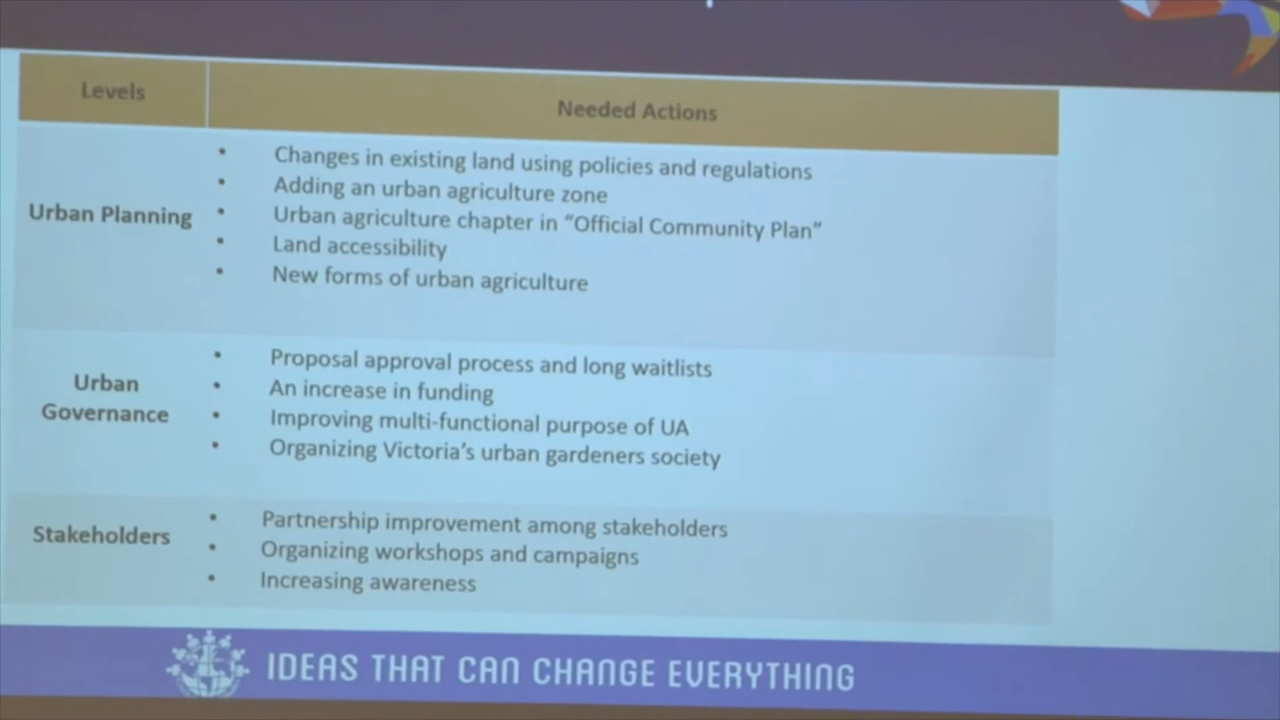 Levels
Needed Actions
Urban Planning
• Changes in existing land using policies and regulations
• Adding an urban agriculture zone
• Urban agriculture chapter in “Official Community Plan”
• Land accessibility
• New forms of urban agriculture
Urban
Governance
• Proposal approval process and long waitlists
• An increase in funding
• Improving multi-functional purpose of UA
• Organizing Victoria’s urban gardeners society
Stakeholders
• Partnership improvement among stakeholders
• Organizing workshops and campaigns
• Increasing awareness
IDEAS THAT CAN CHANGE EVERYTHING